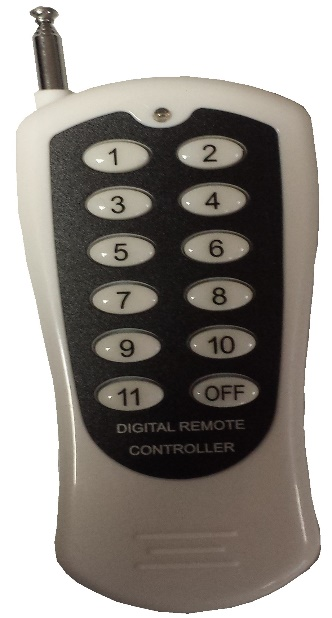 1 2
3 4
5 6
7 8
9 10
11 OFF
DIGITAL REMOTE
CONTROLLER